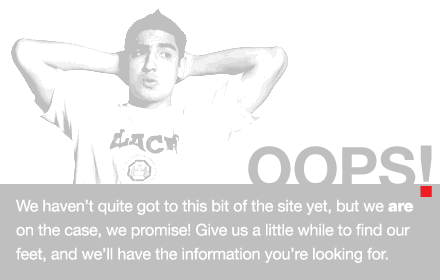 OOPS!
We haven't quite got to this bit of the site yet, but we are
on the case, we promise! Give us a little while to find our
feet, and we'll have the information you're looking for.